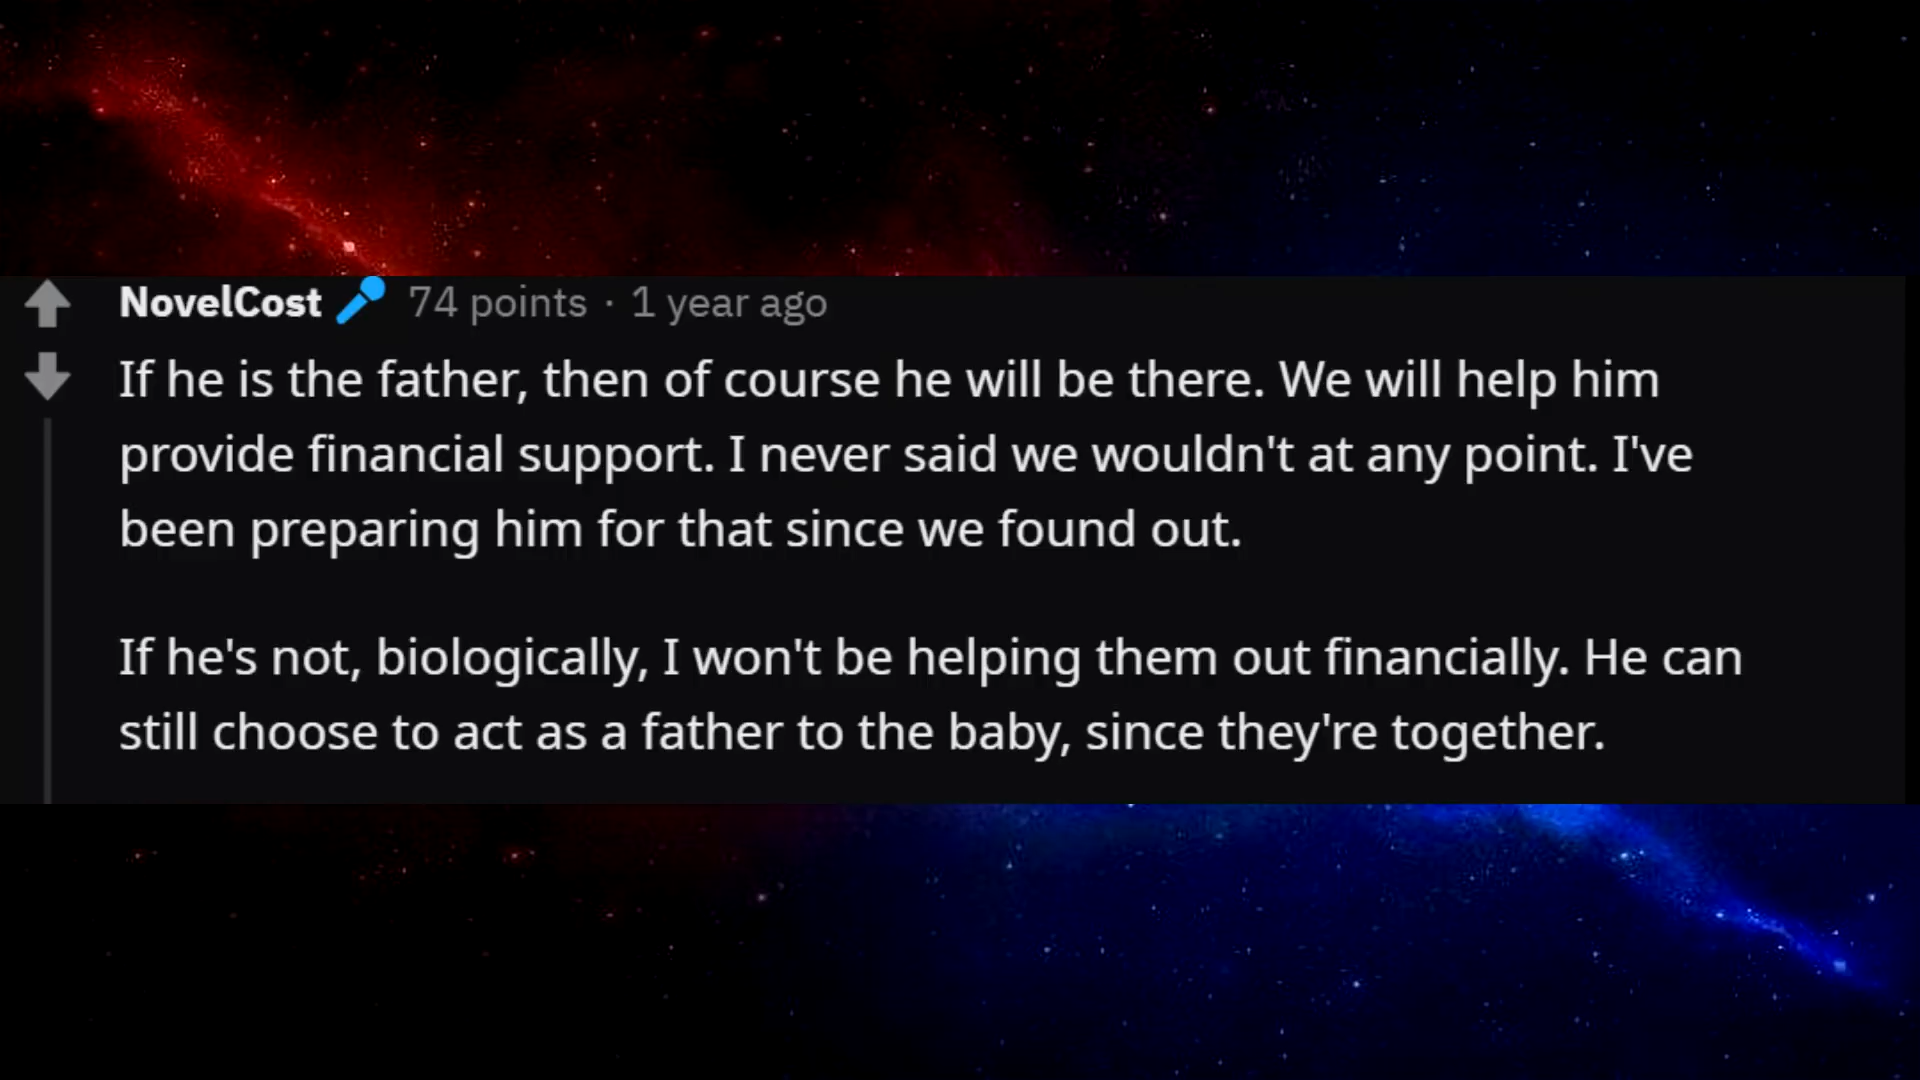 NovelCost 74 points · 1 year ago
If he is the father, then of course he will be there. We will help him
provide financial support. I never said we wouldn't at any point. I've
been preparing him for that since we found out.
If he's not, biologically, I won't be helping them out financially. He can
still choose to act as a father to the baby, since they're together.